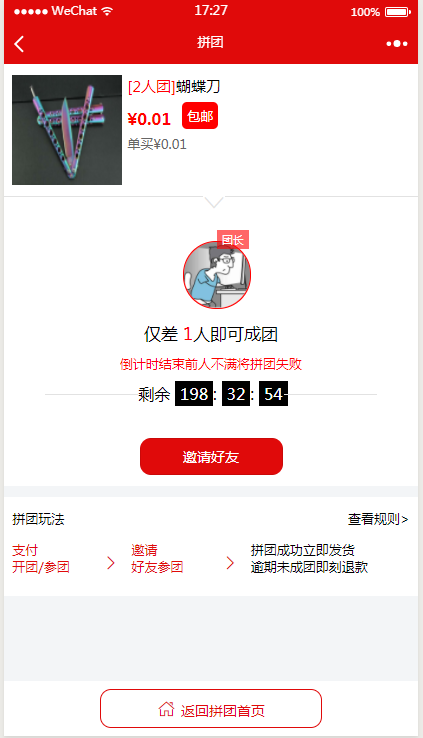 WeChat
17:27
100%
拼团
[2人团]蝴蝶刀
¥0.01 包邮
单买¥0.01
团长
仅差 1人即可成团
倒计时结束前人不满将拼团失败
剩余 198 : 32 : 54
邀请好友
拼团玩法
查看规则>
支付
开团/参团
邀请
好友参团
拼团成功立即发货
逾期未成团即刻退款
返回拼团首页